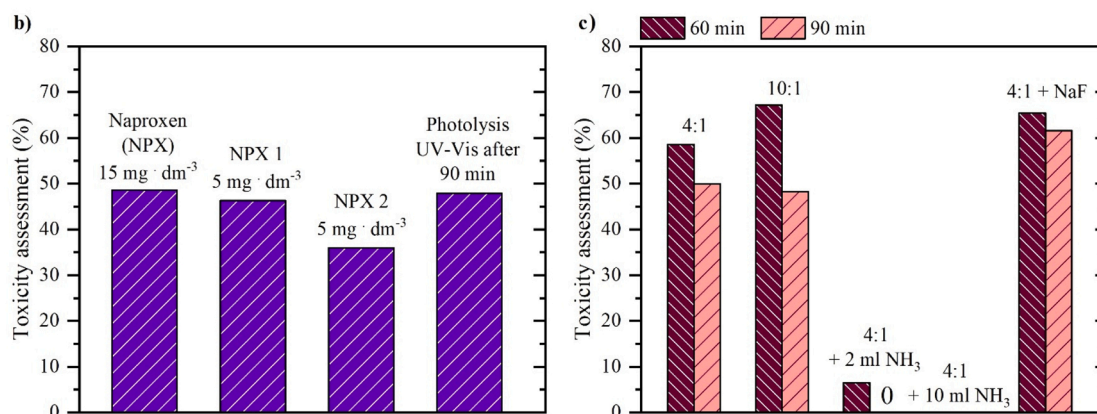 b)
Toxicity assessment (%)
80
70
60
50
40
30
20
10
0
Naproxen
(NPX)
15 mg · dm-3
NPX 1
5 mg · dm-3
NPX 2
5 mg · dm-3
Photolysis
UV-Vis after
90 min
c)
60 min
90 min
Toxicity assessment (%)
80
70
60
50
40
30
20
10
0
4:1
10:1
4:1
+ 2 ml NH3
0
4:1
+ 10 ml NH3
4:1 + NaF